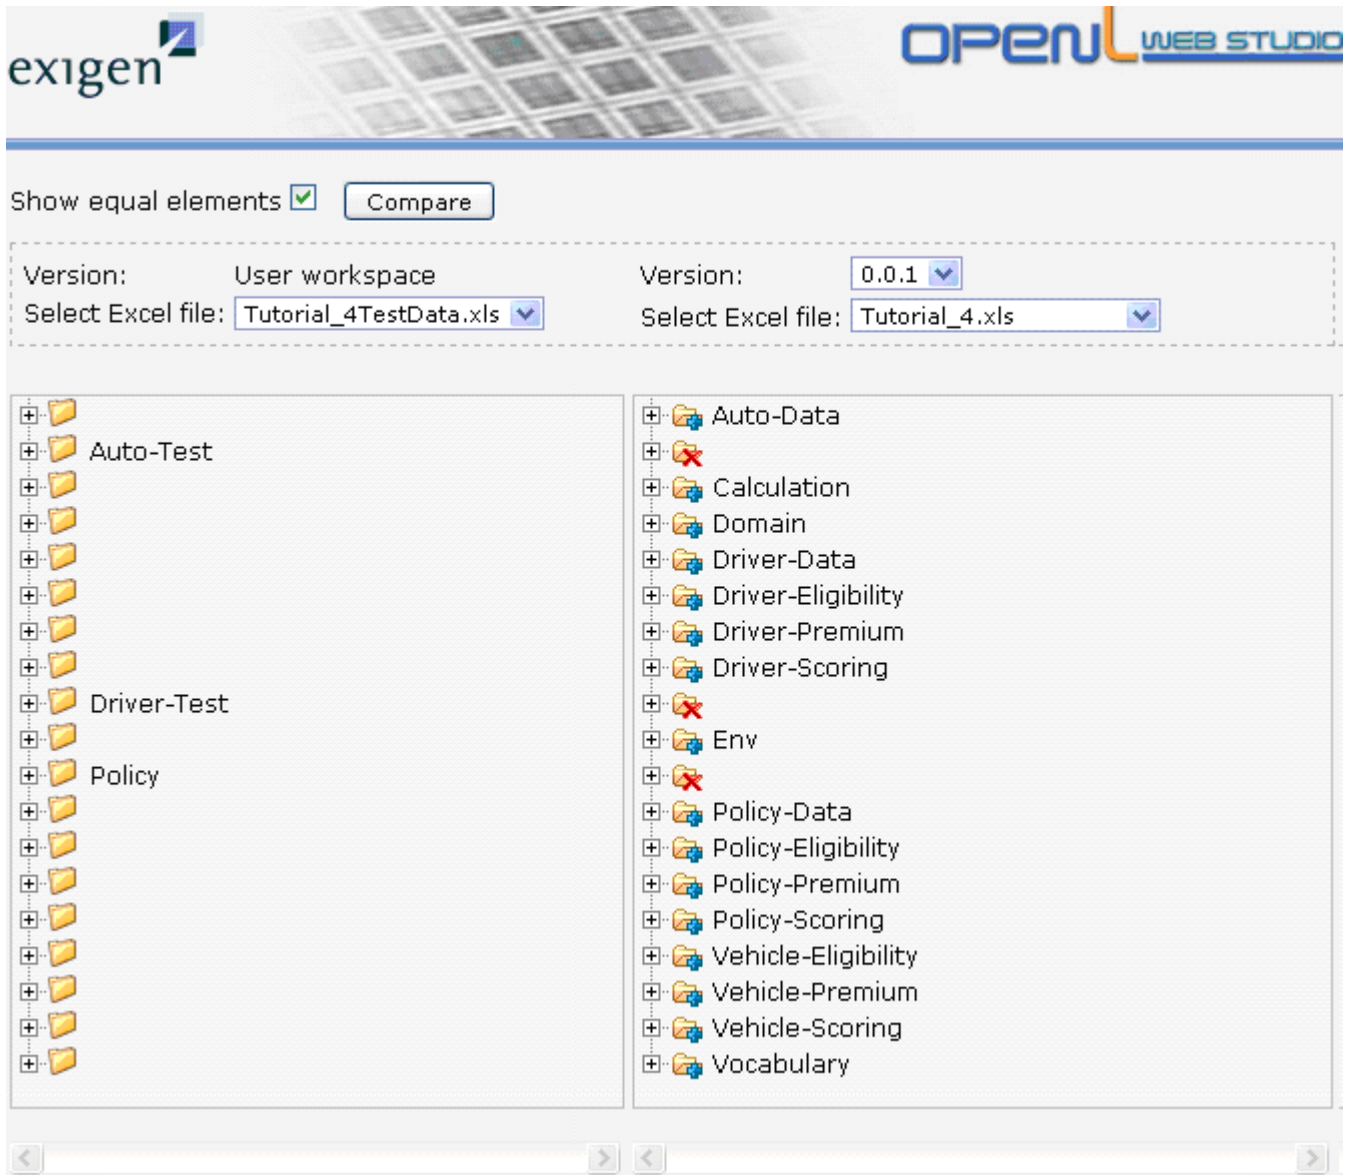 exigen
OPENL WEB STUDIO
Show equal elements Compare
Version: User workspace
Select Excel file: Tutorial_4TestData.xls
Version: 0.0.1
Select Excel file: Tutorial_4.xls
Auto-Test
Driver-Test
Policy
Auto-Data
Calculation
Domain
Driver-Data
Driver-Eligibility
Driver-Premium
Driver-Scoring
Env
Policy-Data
Policy-Eligibility
Policy-Premium
Policy-Scoring
Vehicle-Eligibility
Vehicle-Premium
Vehicle-Scoring
Vocabulary